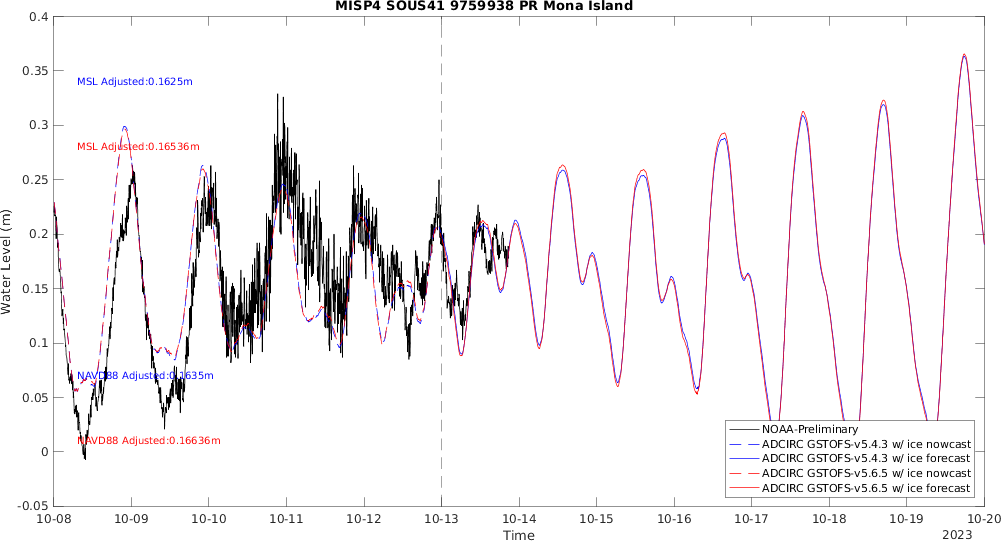 MISP4 SOUS41 9759938 PR Mona Island
0.4
0.35
0.3
0.25
0.2
0.15
0.1
0.05
0
-0.05
Water Level (m)
MSL Adjusted:0.1625m
MSL Adjusted:0.16536m
NAVD88 Adjusted:0.1635m
NAVD88 Adjusted:0.16636m
NOAA-Preliminary
ADCIRC GSTOFS-v5.4.3 w/ ice nowcast
ADCIRC GSTOFS-v5.4.3 w/ ice forecast
ADCIRC GSTOFS-v5.6.5 w/ ice nowcast
ADCIRC GSTOFS-v5.6.5 w/ ice forecast
10-08 10-09 10-10 10-11 10-12 10-13 10-14 10-15 10-16 10-17 10-18 10-19 10-20
Time
2023